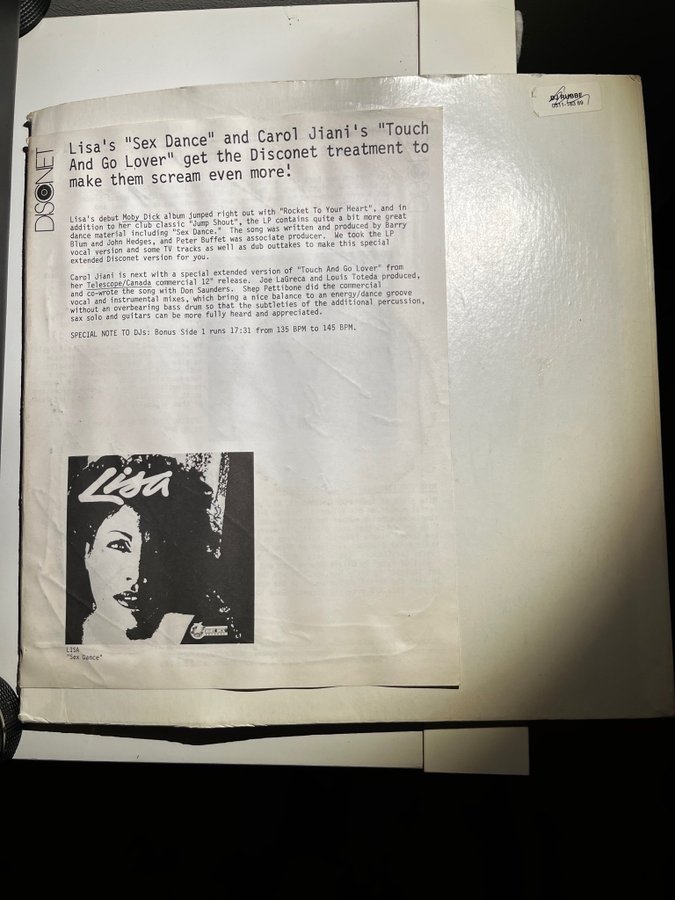 DISCONET
Lisa's "Sex Dance" and Carol Jiani's "Touch
And Go Lover" get the Disconet treatment to
make them scream even more!
Lisa's debut Moby Dick album jumped right out with "Rocket To Your Heart", and in
addition to her club classic "Jump Shout", the LP contains quite a bit more great
dance material including "Sex Dance." The song was written and produced by Barry
Blum and John Hedges, and Peter Buffet was associate producer. We took the LP
vocal version and some TV tracks as well as dub outtakes to make this special
extended Disconet version for you.
Carol Jiani is next with a special extended version of "Touch And Go Lover" from
her Telescope/Canada commercial 12" release. Joe LaGreca and Louis Toteda produced,
and co-wrote the song with Don Saunders. Shep Pettibone did the commercial
vocal and instrumental mixes, which bring a nice balance to an energy/dance groove
without an overbearing bass drum so that the subtleties of the additional percussion,
sax solo and guitars can be more fully heard and appreciated.
SPECIAL NOTE TO DJs: Bonus Side 1 runs 17:31 from 135 BPM to 145 BPM.
Lisa
LISA
"Sex Dance"